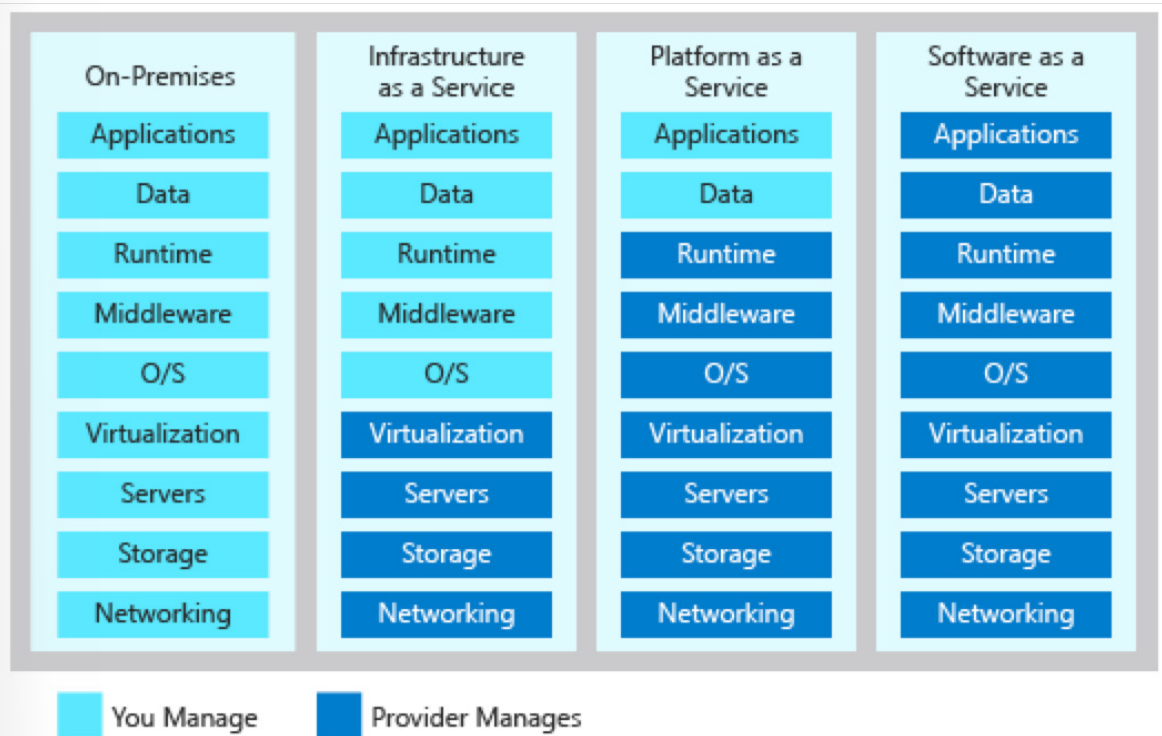 On-Premises
Applications
Data
Runtime
Middleware
O/S
Virtualization
Servers
Storage
Networking
Infrastructure
as a Service
Applications
Data
Runtime
Middleware
O/S
Virtualization
Servers
Storage
Networking
Platform as a
Service
Applications
Data
Runtime
Middleware
O/S
Virtualization
Servers
Storage
Networking
Software as a
Service
Applications
Data
Runtime
Middleware
O/S
Virtualization
Servers
Storage
Networking
You Manage
Provider Manages